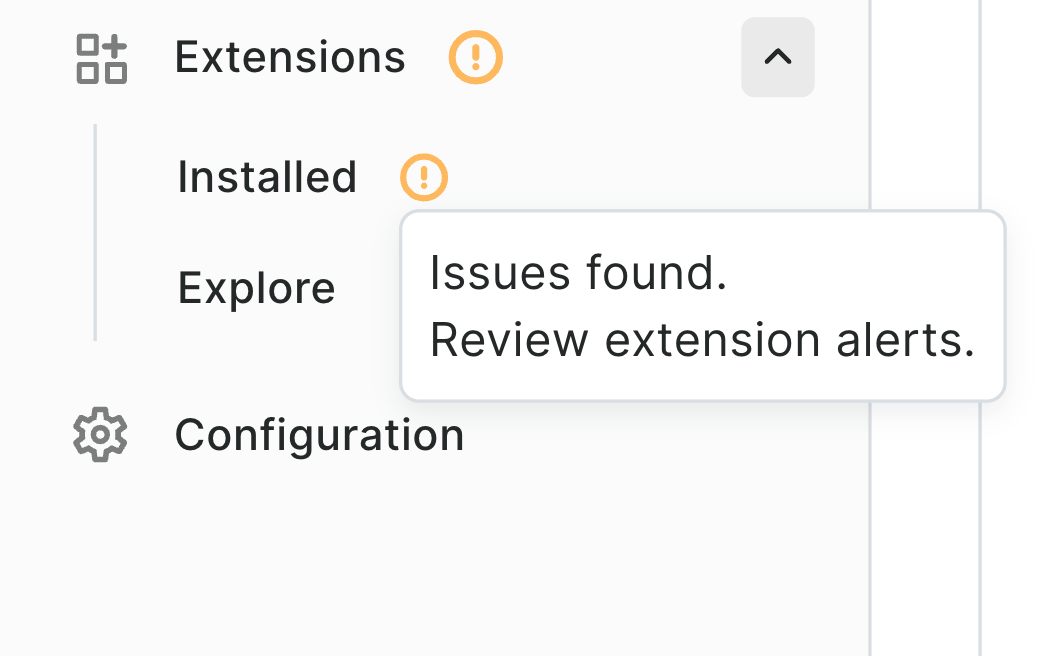 Extensions
Installed
Issues found.
Review extension alerts.
Explore
Configuration